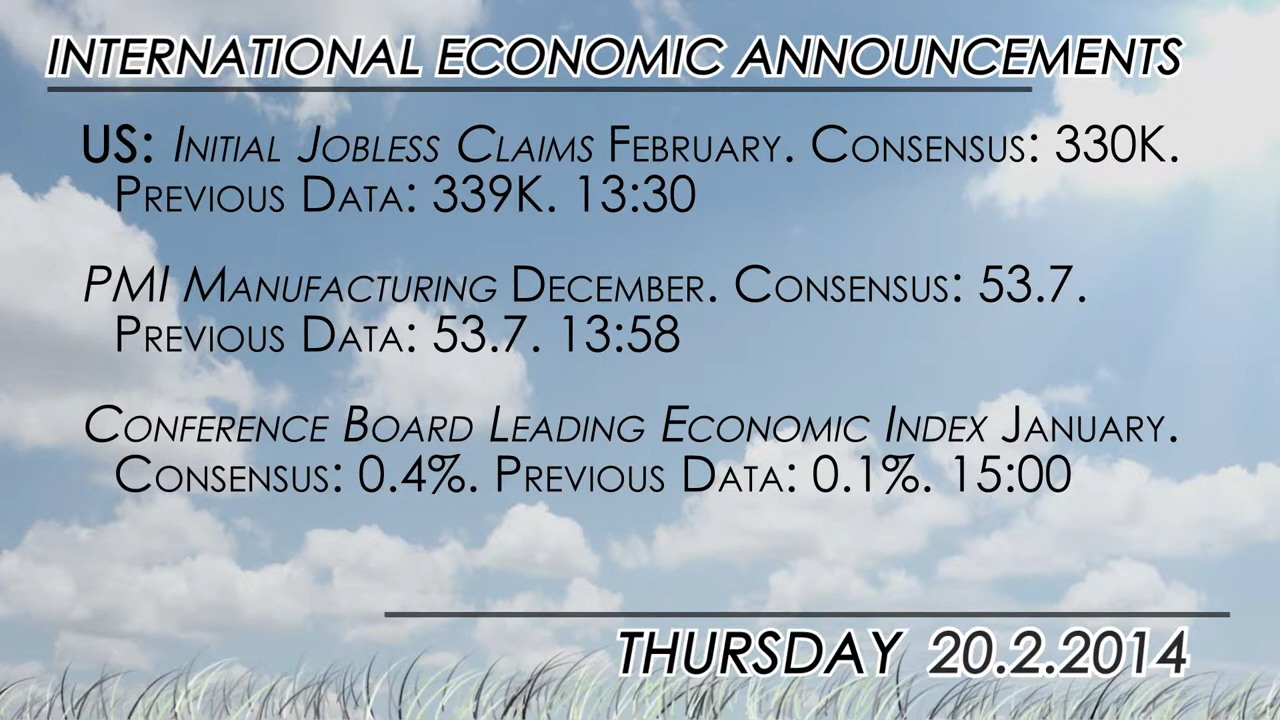 INTERNATIONAL ECONOMIC ANNOUNCEMENTS
US: Initial Jobless Claims February. Consensus: 330K.
Previous Data: 339K. 13:30
PMI Manufacturing December. Consensus: 53.7.
Previous Data: 53.7. 13:58
Conference Board Leading Economic Index January.
Consensus: 0.4%. Previous Data: 0.1%. 15:00
THURSDAY 20.2.2014